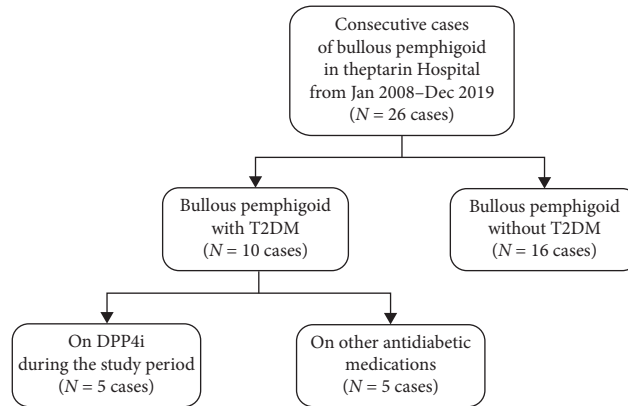 Consecutive cases
of bullous pemphigoid
in theptarin Hospital
from Jan 2008–Dec 2019
(N = 26 cases)
Bullous pemphigoid
with T2DM
(N = 10 cases)
Bullous pemphigoid
without T2DM
(N = 16 cases)
On DPP4i
during the study period
(N = 5 cases)
On other antidiabetic
medications
(N = 5 cases)